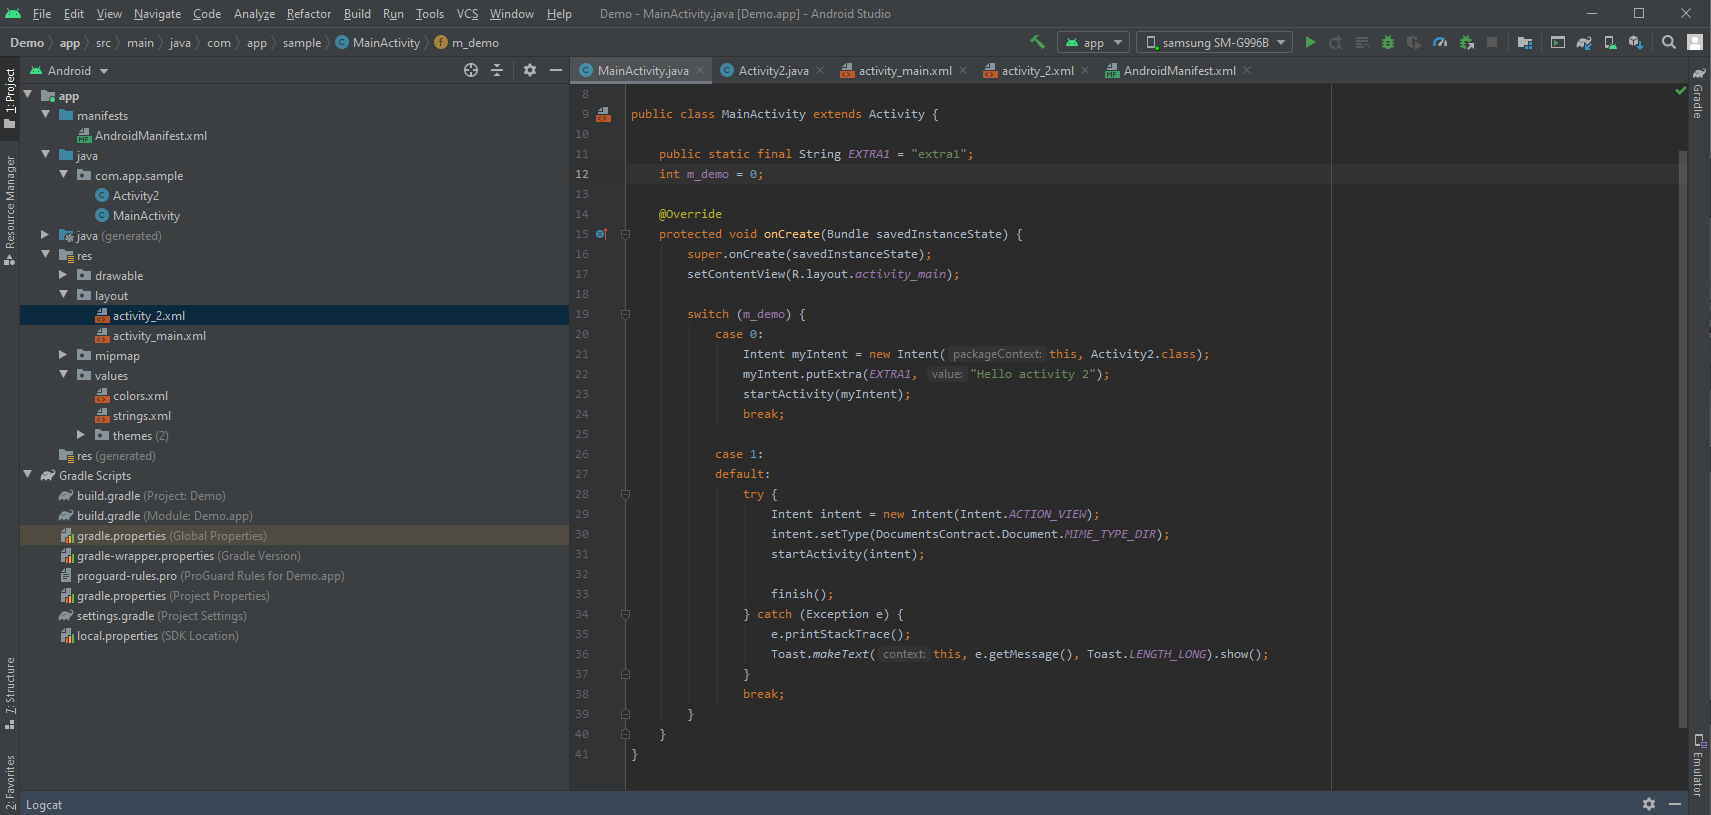 File Edit View Navigate Code Analyze Refactor Build Run Tools VCS Window Help Demo - MainActivity.java [Demo.app] - Android Studio
Demo app src main java com app sample MainActivity m_demo app samsung SM-G996B
Android
MainActivity.java Activity2.java activity_main.xml activity_2.xml AndroidManifest.xml
1: Project
Resource Manager
7: Structure
2: Favorites
app
manifests
AndroidManifest.xml
java
com.app.sample
Activity2
MainActivity
java (generated)
res
drawable
layout
activity_2.xml
activity_main.xml
mipmap
values
colors.xml
strings.xml
themes (2)
res (generated)
Gradle Scripts
build.gradle (Project: Demo)
build.gradle (Module: Demo.app)
gradle.properties (Global Properties)
gradle-wrapper.properties (Gradle Version)
proguard-rules.pro (ProGuard Rules for Demo.app)
gradle.properties (Project Properties)
settings.gradle (Project Settings)
local.properties (SDK Location)
8
9 public class MainActivity extends Activity {
10
11 public static final String EXTRA1 = "extra1";
12 int m_demo = 0;
13
14 @Override
15 protected void onCreate(Bundle savedInstanceState) {
16 super.onCreate(savedInstanceState);
17 setContentView(R.layout.activity_main);
18
19 switch (m_demo) {
20 case 0:
21 Intent myIntent = new Intent( packageContext: this, Activity2.class);
22 myIntent.putExtra(EXTRA1, value: "Hello activity 2");
23 startActivity(myIntent);
24 break;
25
26 case 1:
27 default:
28 try {
29 Intent intent = new Intent(Intent.ACTION_VIEW);
30 intent.setType(DocumentsContract.Document.MIME_TYPE_DIR);
31 startActivity(intent);
32
33 finish();
34 } catch (Exception e) {
35 e.printStackTrace();
36 Toast.makeText( context: this, e.getMessage(), Toast.LENGTH_LONG).show();
37 }
38 break;
39 }
40 }
41 }
Gradle
Emulator
Logcat